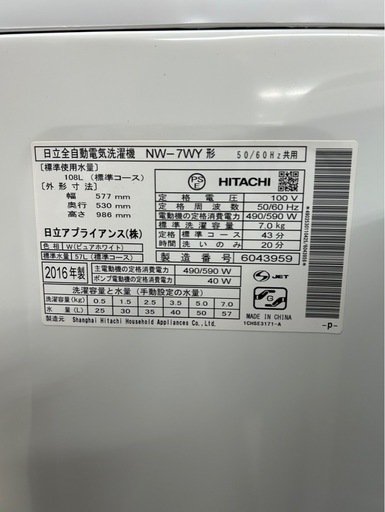 日立全自動電気洗濯機 NW-7WY 形 50/60Hz共用
[標準使用水量]
108L (標準コース)
[外形寸法]
幅 577 mm
奥行 530 mm
高さ 986 mm
日立アプライアンス(株)
色相 W(ピュアホワイト)
標準水量 57L (標準コース)
PS E HITACHI
定格電圧 100 V
定格周波数 50/60 Hz
電動機の定格消費電力 490/590 W
標準洗濯容量 7.0 kg
定格 標準コース 43 分
時間 洗いのみ 20 分
製造番号 6043959
2016年製
主電動機の定格消費電力 490/590 W
ポンプ電動機の定格消費電力 40 W
S JET
洗濯容量と水量 (手動設定の水量)
洗濯容量(kg) 0.5 1.5 2.5 3.5 5.0 7.0
水量(L) 25 30 35 40 50 57
G
MADE IN CHINA
製造元 Shanghai Hitachi Household Appliances Co., Ltd.
1CHSE3171-A
-p-